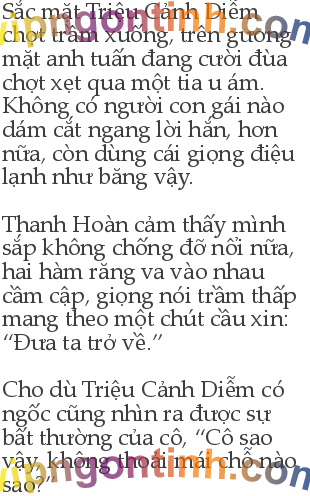 Sắc mặt Triệu Cảnh Diễm
chợt trầm xuống, trên gương
mặt anh tuấn đang cười đùa
chợt xẹt qua một tia u ám.
Không có người con gái nào
dám cắt ngang lời hắn, hơn
nữa, còn dùng cái giọng điệu
lạnh như băng vậy.
Thanh Hoàn cảm thấy mình
sắp không chống đỡ nổi nữa,
hai hàm răng va vào nhau
cầm cập, giọng nói trầm thấp
mang theo một chút cầu xin:
“Đưa ta trở về.”
Cho dù Triệu Cảnh Diễm có
ngốc cũng nhìn ra được sự
bất thường của cô, “Cô sao
vậy, không thoải mái chỗ nào
sao?”
vipngontinh.com
vipngontinh.com